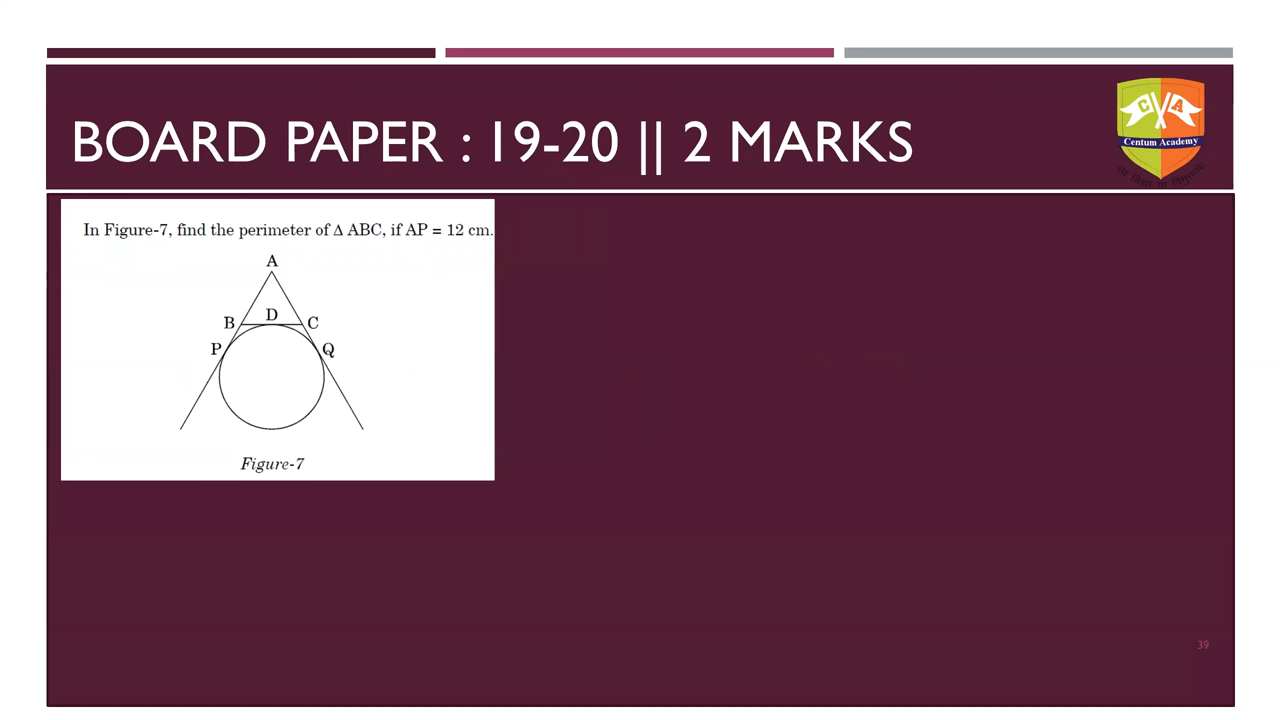 BOARD PAPER : 19-20 || 2 MARKS
C A
Centum Academy
In Figure-7, find the perimeter of Δ ABC, if AP = 12 cm.
A
B D C
P Q
Figure-7
39